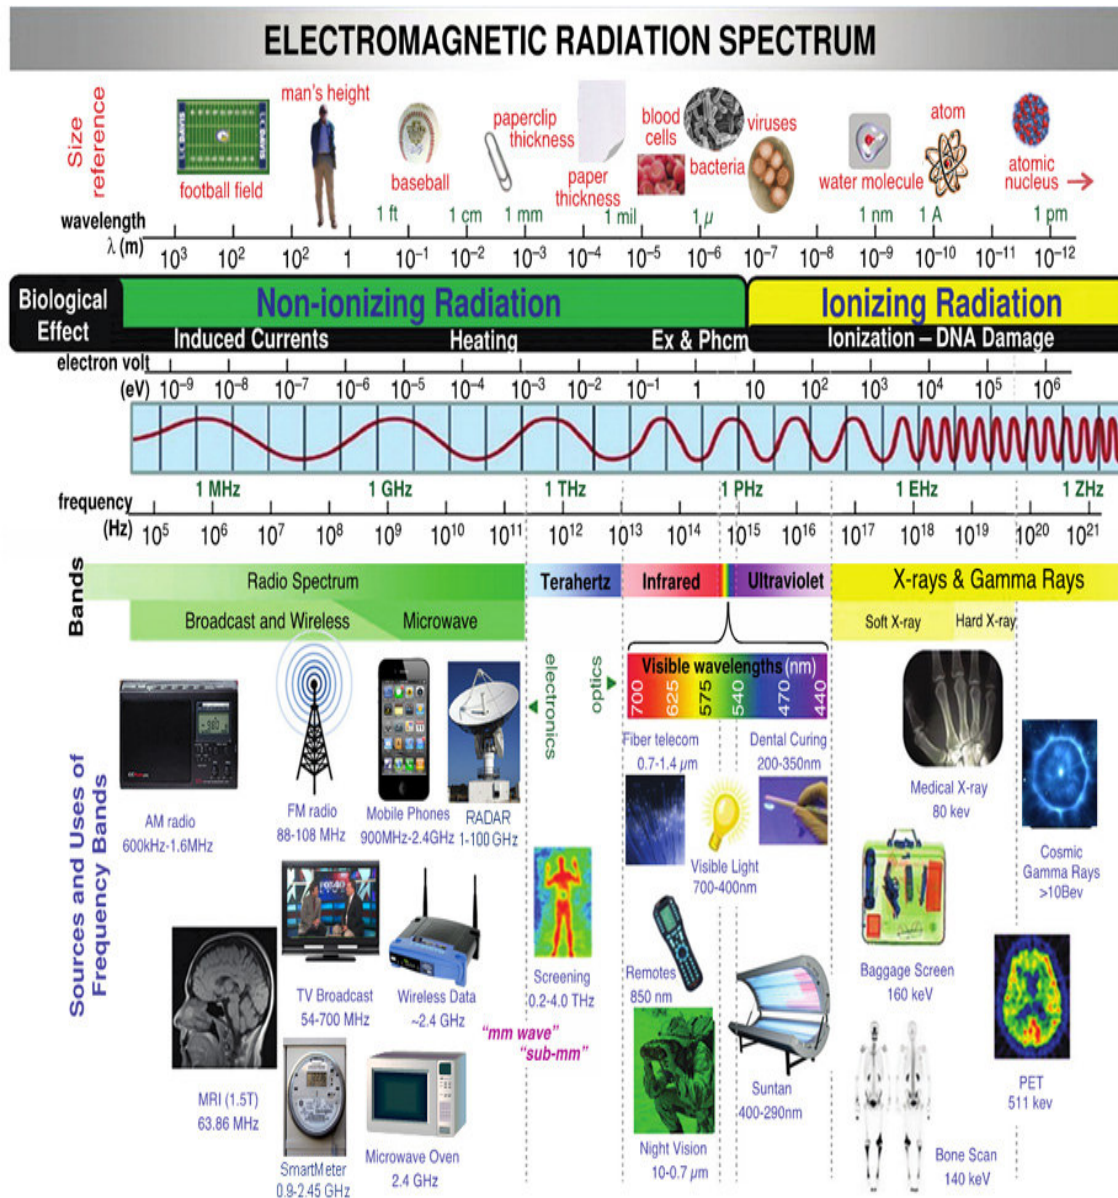 ELECTROMAGNETIC RADIATION SPECTRUM
Size
reference
football field
man's height
baseball
paperclip
thickness
paper
thickness
blood
cells
bacteria
viruses
water molecule
atom
atomic
nucleus
wavelength
λ (m)
1 ft
1 cm
1 mm
1 mil
1 µ
1 nm
1 A
1 pm
10³ 10² 10² 1 10⁻¹ 10⁻² 10⁻³ 10⁻⁴ 10⁻⁵ 10⁻⁶ 10⁻⁷ 10⁻⁸ 10⁻⁹ 10⁻¹⁰ 10⁻¹¹ 10⁻¹²
Biological
Effect
Non-ionizing Radiation
Ionizing Radiation
Induced Currents
Heating
Ex & Phcm
Ionization – DNA Damage
electron volt
(eV) 10⁻⁹ 10⁻⁸ 10⁻⁷ 10⁻⁶ 10⁻⁵ 10⁻⁴ 10⁻³ 10⁻² 10⁻¹ 1 10 10² 10³ 10⁴ 10⁵ 10⁶
1 MHz 1 GHz 1 THz 1 PHz 1 EHz 1 ZHz
frequency
(Hz) 10⁵ 10⁶ 10⁷ 10⁸ 10⁹ 10¹⁰ 10¹¹ 10¹² 10¹³ 10¹⁴ 10¹⁵ 10¹⁶ 10¹⁷ 10¹⁸ 10¹⁹ 10²⁰ 10²¹
Bands
Radio Spectrum
Terahertz
Infrared
Ultraviolet
X-rays & Gamma Rays
Broadcast and Wireless
Microwave
Soft X-ray
Hard X-ray
electronics
optics
Visible wavelengths (nm)
700 625 575 540 470 440
Sources and Uses of
Frequency Bands
AM radio
600kHz-1.6MHz
FM radio
88-108 MHz
Mobile Phones
900MHz-2.4GHz
RADAR
1-100 GHz
Fiber telecom
0.7-1.4 µm
Dental Curing
200-350nm
Visible Light
700-400nm
Medical X-ray
80 kev
Cosmic
Gamma Rays
>10Bev
TV Broadcast
54-700 MHz
Wireless Data
~2.4 GHz
Screening
0.2-4.0 THz
"mm wave"
"sub-mm"
Remotes
850 nm
Baggage Screen
160 keV
MRI (1.5T)
63.86 MHz
SmartMeter
0.9-2.45 GHz
Microwave Oven
2.4 GHz
Night Vision
10-0.7 µm
Suntan
400-290nm
PET
511 kev
Bone Scan
140 keV